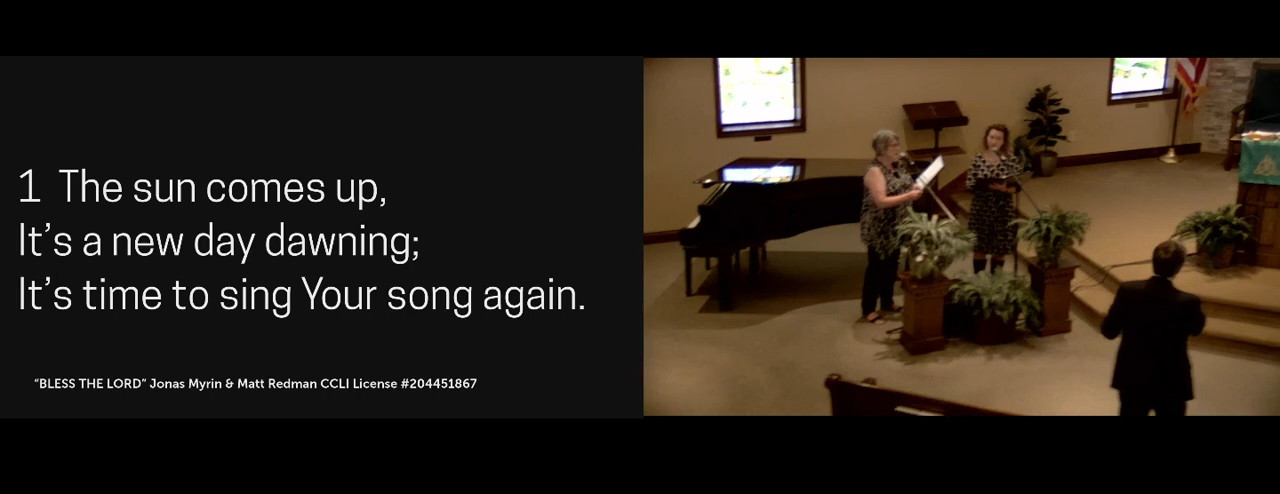 1 The sun comes up,
It's a new day dawning;
It's time to sing Your song again.
“BLESS THE LORD” Jonas Myrin & Matt Redman CCLI License #204451867